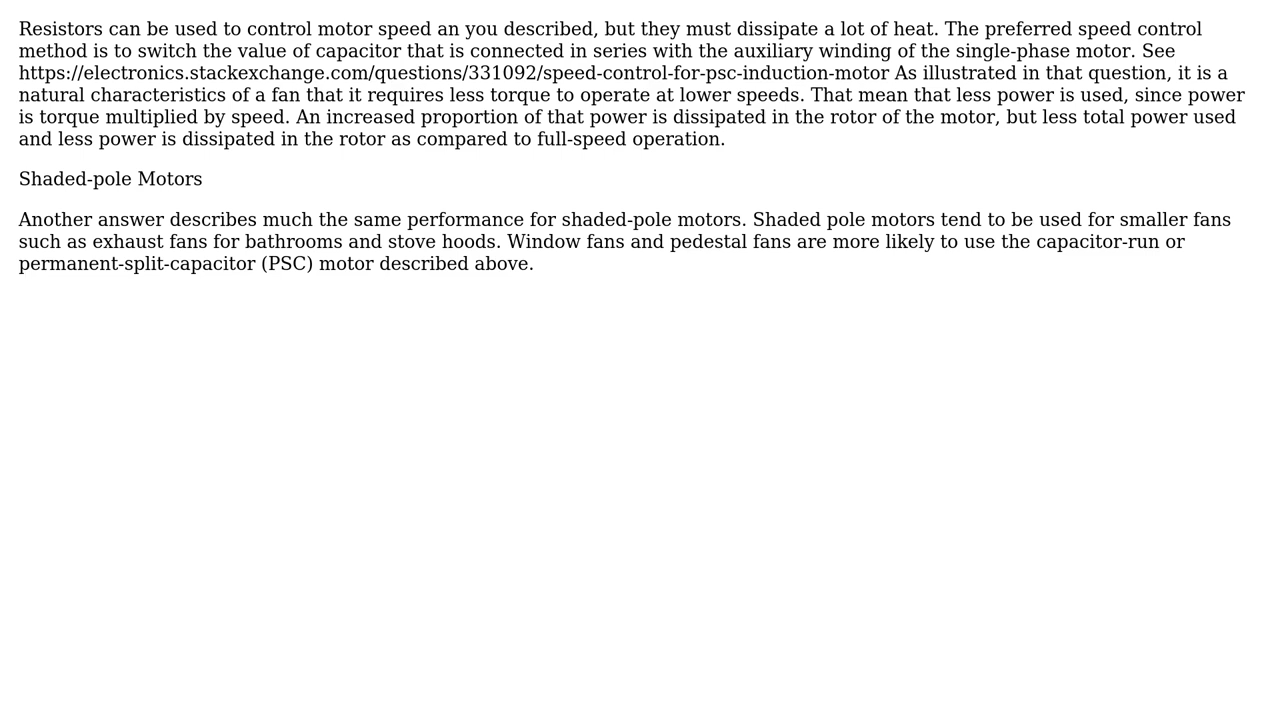 Resistors can be used to control motor speed an you described, but they must dissipate a lot of heat. The preferred speed control
method is to switch the value of capacitor that is connected in series with the auxiliary winding of the single-phase motor. See
https://electronics.stackexchange.com/questions/331092/speed-control-for-psc-induction-motor As illustrated in that question, it is a
natural characteristics of a fan that it requires less torque to operate at lower speeds. That mean that less power is used, since power
is torque multiplied by speed. An increased proportion of that power is dissipated in the rotor of the motor, but less total power used
and less power is dissipated in the rotor as compared to full-speed operation.
Shaded-pole Motors
Another answer describes much the same performance for shaded-pole motors. Shaded pole motors tend to be used for smaller fans
such as exhaust fans for bathrooms and stove hoods. Window fans and pedestal fans are more likely to use the capacitor-run or
permanent-split-capacitor (PSC) motor described above.